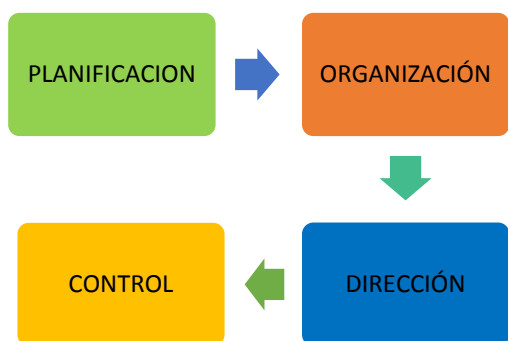 PLANIFICACION
ORGANIZACIÓN
DIRECCIÓN
CONTROL